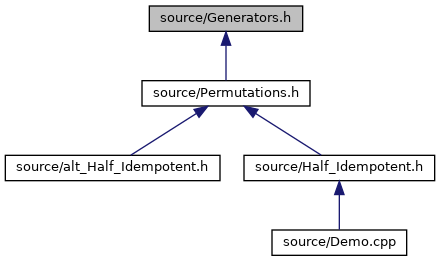 source/Generators.h
source/Permutations.h
source/alt_Half_Idempotent.h
source/Half_Idempotent.h
source/Demo.cpp